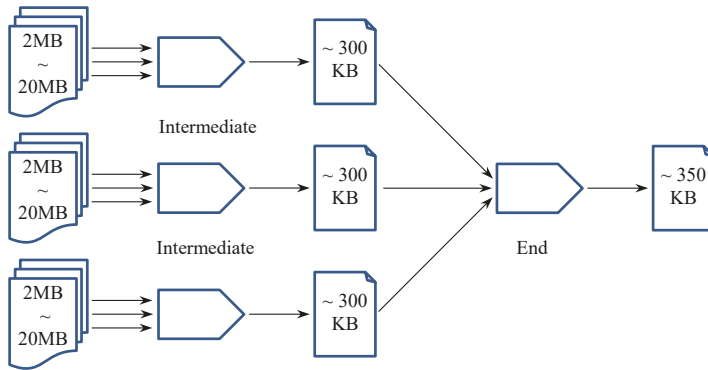 2MB
~
20MB
~ 300
KB
Intermediate
2MB
~
20MB
~ 300
KB
~ 350
KB
Intermediate
End
2MB
~
20MB
~ 300
KB